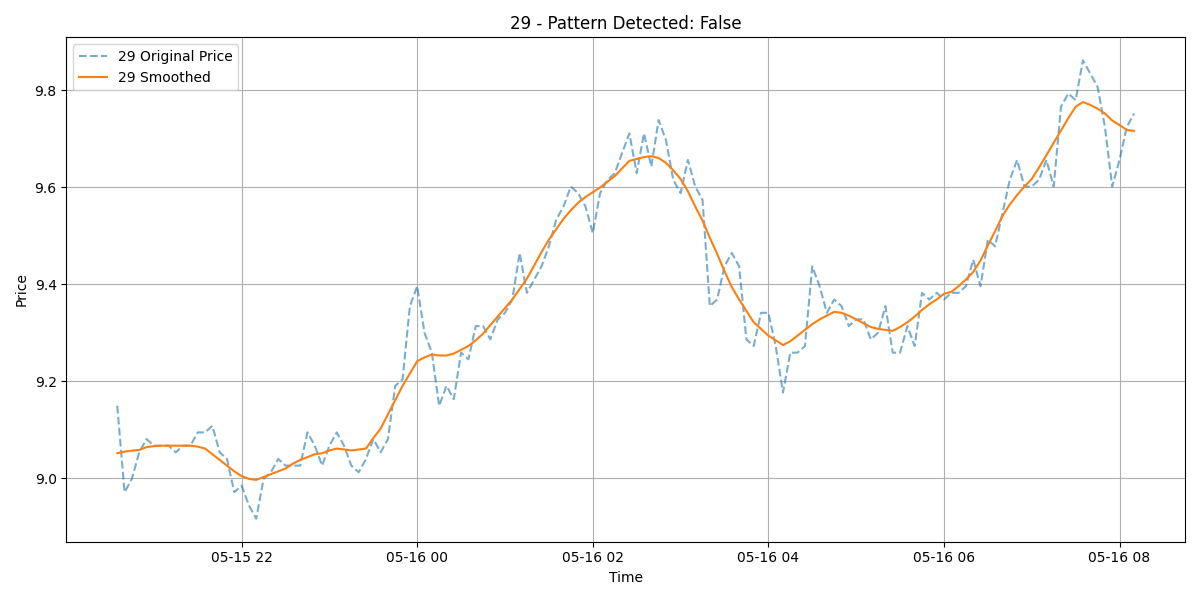 29 - Pattern Detected: False
29 Original Price
29 Smoothed
Price
9.8
9.6
9.4
9.2
9.0
05-15 22
05-16 00
05-16 02
05-16 04
05-16 06
05-16 08
Time